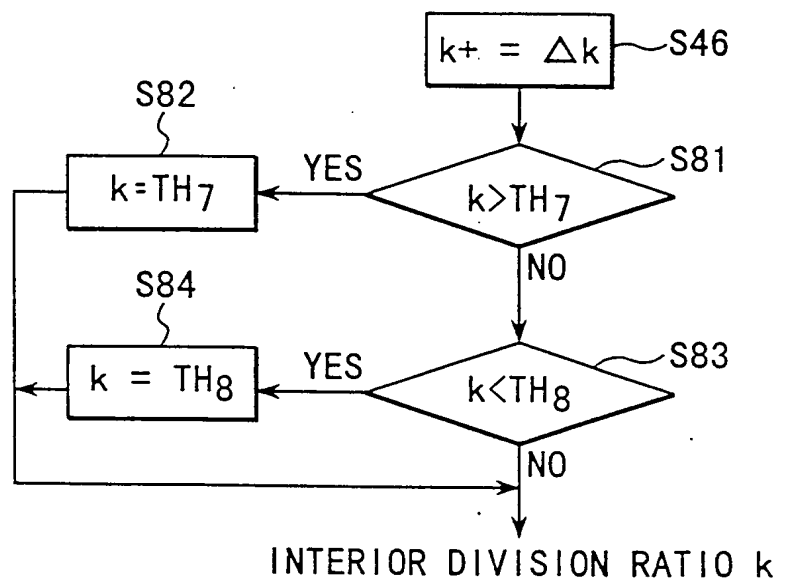 k+ = Δk
S46
S82
S81
k=TH7
YES
k>TH7
NO
S84
S83
k = TH8
YES
k<TH8
NO
INTERIOR DIVISION RATIO k